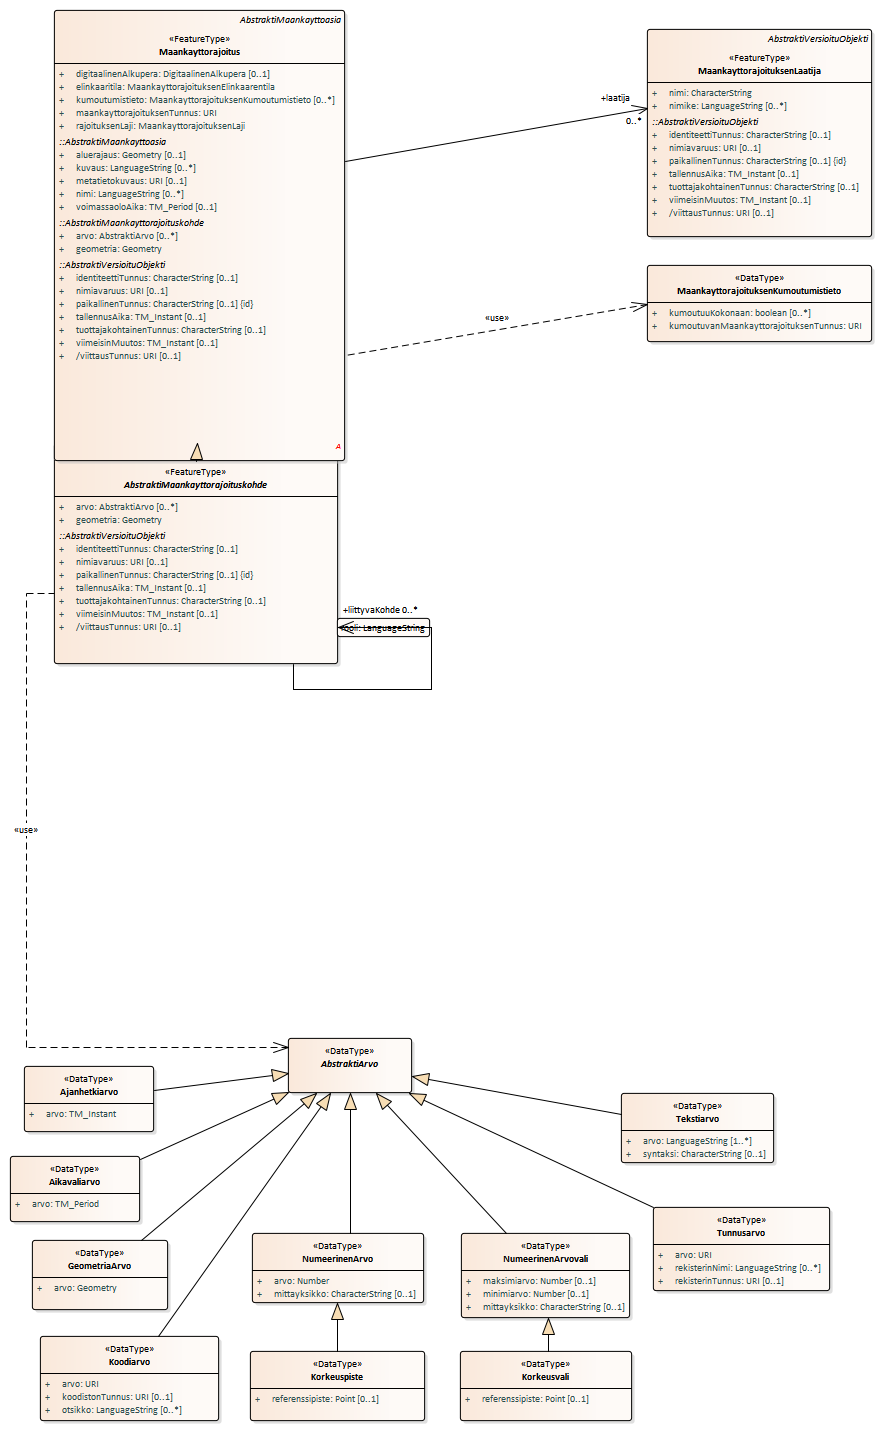 AbstraktiMaankayttoasia
«FeatureType»
Maankayttorajoitus
+ digitaalinenAlkupera: DigitaalinenAlkupera [0..1]
+ elinkaaritila: MaankayttorajoituksenElinkaarentila
+ kumoutumistieto: MaankayttorajoituksenKumoutumistieto [0..*]
+ maankayttorajoituksenTunnus: URI
+ rajoituksenLaji: MaankayttorajoituksenLaji
::AbstraktiMaankayttoasia
+ aluerajaus: Geometry [0..1]
+ kuvaus: LanguageString [0..*]
+ metatietokuvaus: URI [0..1]
+ nimi: LanguageString [0..*]
+ voimassaoloAika: TM_Period [0..1]
::AbstraktiMaankayttorajoituskohde
+ arvo: AbstraktiArvo [0..*]
+ geometria: Geometry
::AbstraktiVersioituObjekti
+ identiteettiTunnus: CharacterString [0..1]
+ nimiavaruus: URI [0..1]
+ paikallinenTunnus: CharacterString [0..1] {id}
+ tallennusAika: TM_Instant [0..1]
+ tuottajakohtainenTunnus: CharacterString [0..1]
+ viimeisinMuutos: TM_Instant [0..1]
+ /viittausTunnus: URI [0..1]
A
+laatija
0..*
AbstraktiVersioituObjekti
«FeatureType»
MaankayttorajoituksenLaatija
+ nimi: CharacterString
+ nimike: LanguageString [0..*]
::AbstraktiVersioituObjekti
+ identiteettiTunnus: CharacterString [0..1]
+ nimiavaruus: URI [0..1]
+ paikallinenTunnus: CharacterString [0..1] {id}
+ tallennusAika: TM_Instant [0..1]
+ tuottajakohtainenTunnus: CharacterString [0..1]
+ viimeisinMuutos: TM_Instant [0..1]
+ /viittausTunnus: URI [0..1]
«use»
«DataType»
MaankayttorajoituksenKumoutumistieto
+ kumoutuuKokonaan: boolean [0..*]
+ kumoutuvanMaankayttorajoituksenTunnus: URI
«FeatureType»
AbstraktiMaankayttorajoituskohde
+ arvo: AbstraktiArvo [0..*]
+ geometria: Geometry
::AbstraktiVersioituObjekti
+ identiteettiTunnus: CharacterString [0..1]
+ nimiavaruus: URI [0..1]
+ paikallinenTunnus: CharacterString [0..1] {id}
+ tallennusAika: TM_Instant [0..1]
+ tuottajakohtainenTunnus: CharacterString [0..1]
+ viimeisinMuutos: TM_Instant [0..1]
+ /viittausTunnus: URI [0..1]
+liittyvaKohde 0..*
rooli: LanguageString
«use»
«DataType»
AbstraktiArvo
«DataType»
Ajanhetkiarvo
+ arvo: TM_Instant
«DataType»
Tekstiarvo
+ arvo: LanguageString [1..*]
+ syntaksi: CharacterString [0..1]
«DataType»
Aikavaliarvo
+ arvo: TM_Period
«DataType»
Tunnusarvo
+ arvo: URI
+ rekisterinNimi: LanguageString [0..*]
+ rekisterinTunnus: URI [0..1]
«DataType»
GeometriaArvo
+ arvo: Geometry
«DataType»
NumeerinenArvo
+ arvo: Number
+ mittayksikko: CharacterString [0..1]
«DataType»
NumeerinenArvovali
+ maksimiarvo: Number [0..1]
+ minimiarvo: Number [0..1]
+ mittayksikko: CharacterString [0..1]
«DataType»
Koodiarvo
+ arvo: URI
+ koodistonTunnus: URI [0..1]
+ otsikko: LanguageString [0..*]
«DataType»
Korkeuspiste
+ referenssipiste: Point [0..1]
«DataType»
Korkeusvali
+ referenssipiste: Point [0..1]